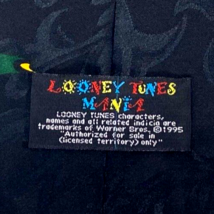 LOONEY TUNES
MANIA
LOONEY TUNES characters,
names and all related indicia are
trademarks of Warner Bros. ©1995
"Authorized for sale in
(licensed territory) only"